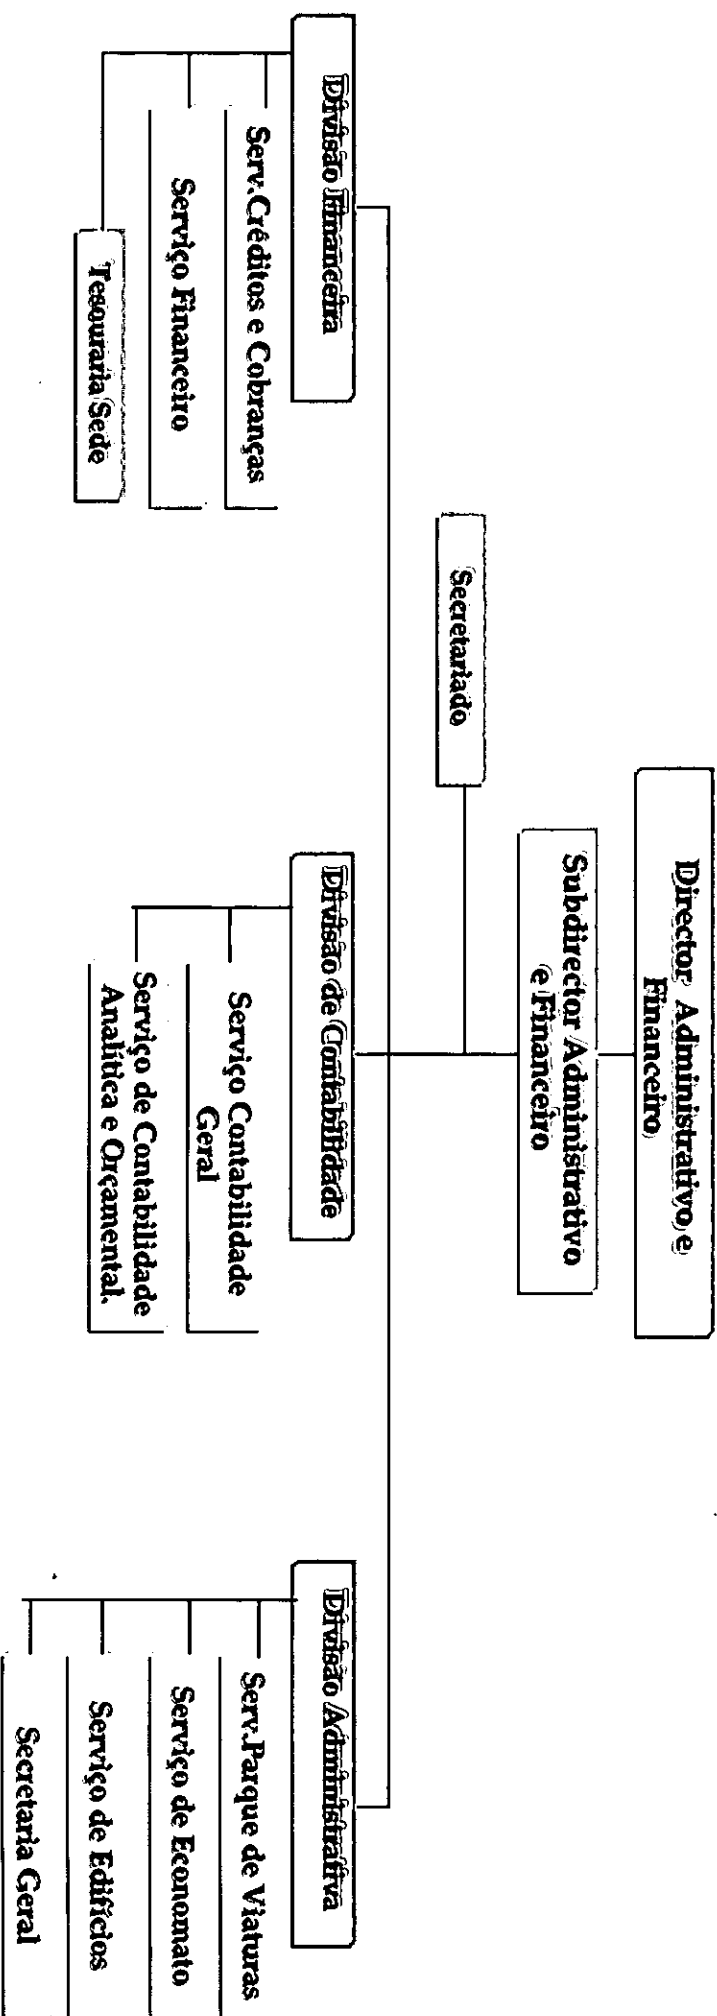 Director Administrativo e
Financeiro
Subdirector Administrativo
e Financeiro
Secretariado
Divisão Financeira
Serv.Créditos e Cobranças
Serviço Financeiro
Tesouraria Sede
Divisão de Contabilidade
Serviço Contabilidade
Geral
Serviço de Contabilidade
Analítica e Orçamental.
Divisão Administrativa
Serv.Parque de Viaturas
Serviço de Economato
Serviço de Edifícios
Secretaria Geral